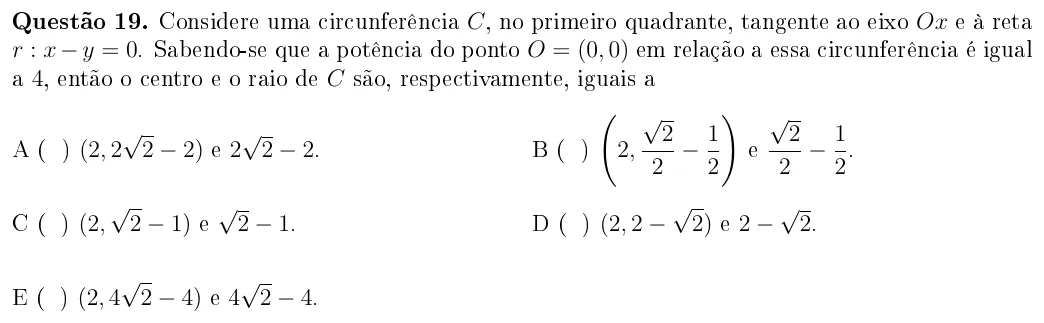 Questão 19. Considere uma circunferência C, no primeiro quadrante, tangente ao eixo Ox e à reta
r : x − y = 0. Sabendo-se que a potência do ponto O = (0, 0) em relação a essa circunferência é igual
a 4, então o centro e o raio de C são, respectivamente, iguais a
A ( ) (2, 2√2 − 2) e 2√2 − 2.
B ( ) (2, √2/2 − 1/2) e √2/2 − 1/2.
C ( ) (2, √2 − 1) e √2 − 1.
D ( ) (2, 2 − √2) e 2 − √2.
E ( ) (2, 4√2 − 4) e 4√2 − 4.